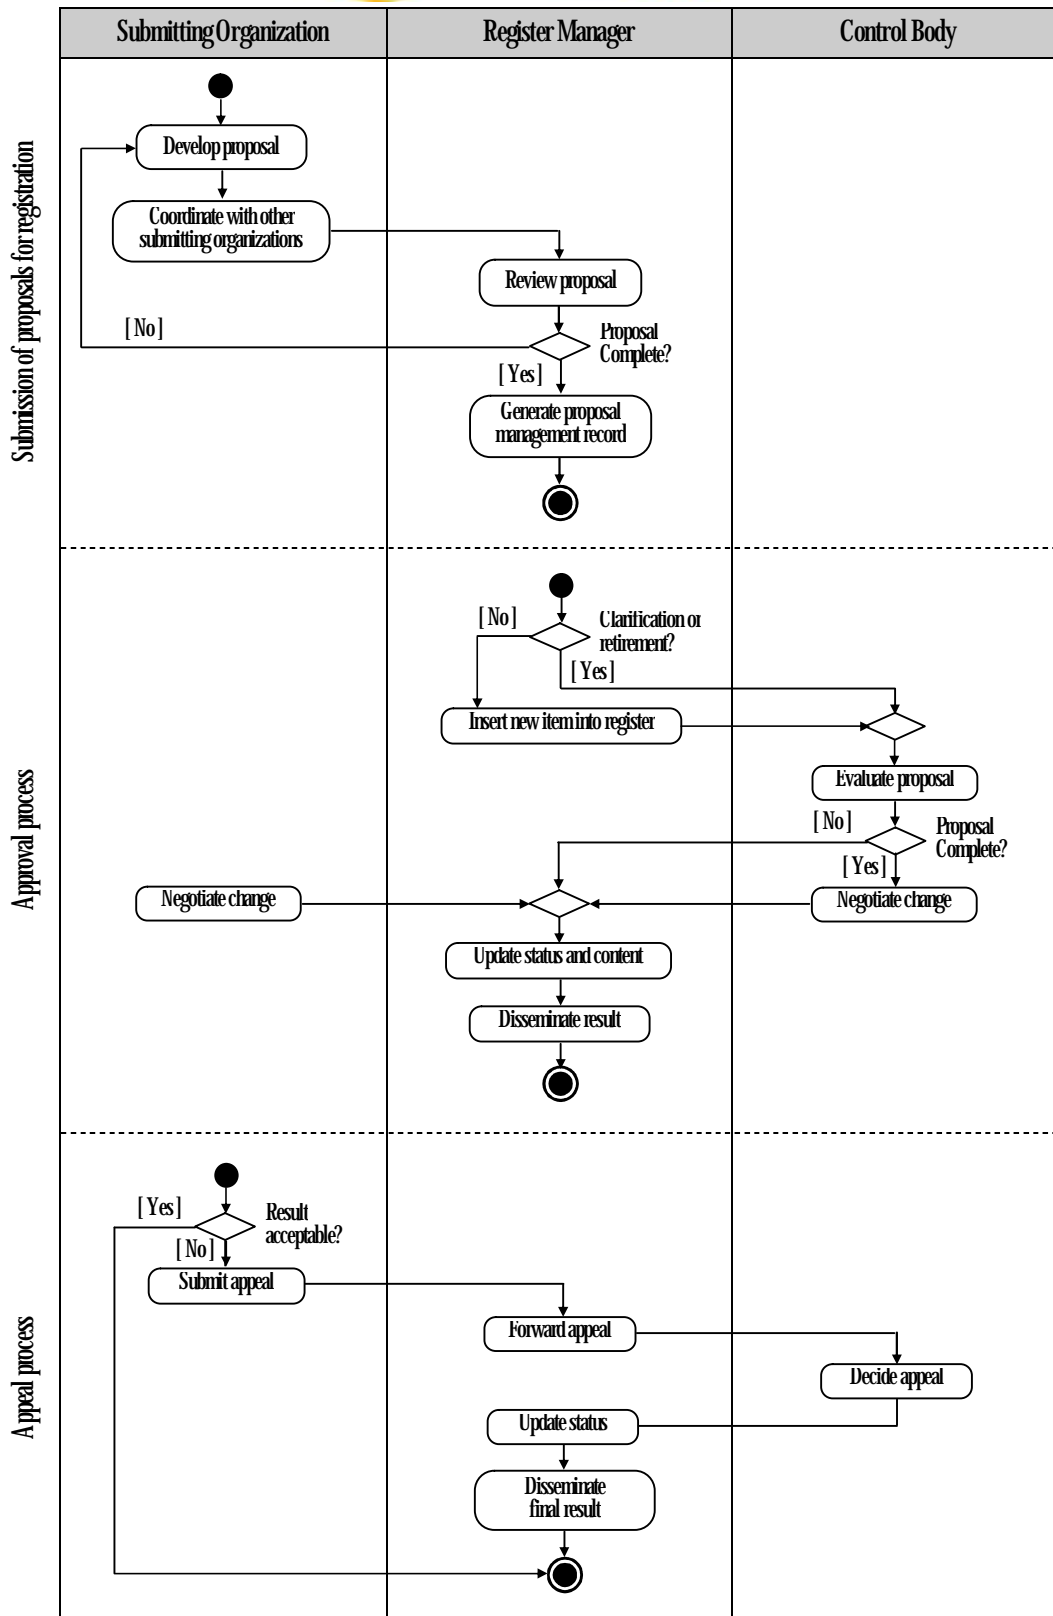 Submitting Organization
Register Manager
Control Body
Submission of proposals for registration
Develop proposal
Coordinate with other
submitting organizations
Review proposal
[ No ]
Proposal
Complete?
[ Yes ]
Generate proposal
management record
Approval process
[ No ]
Clarification or
retirement?
[ Yes ]
Insert new item into register
Evaluate proposal
[ No ]
Proposal
Complete?
[ Yes ]
Negotiate change
Negotiate change
Update status and content
Disseminate result
Appeal process
[ Yes ]
Result
acceptable?
[ No ]
Submit appeal
Forward appeal
Decide appeal
Update status
Disseminate
final result